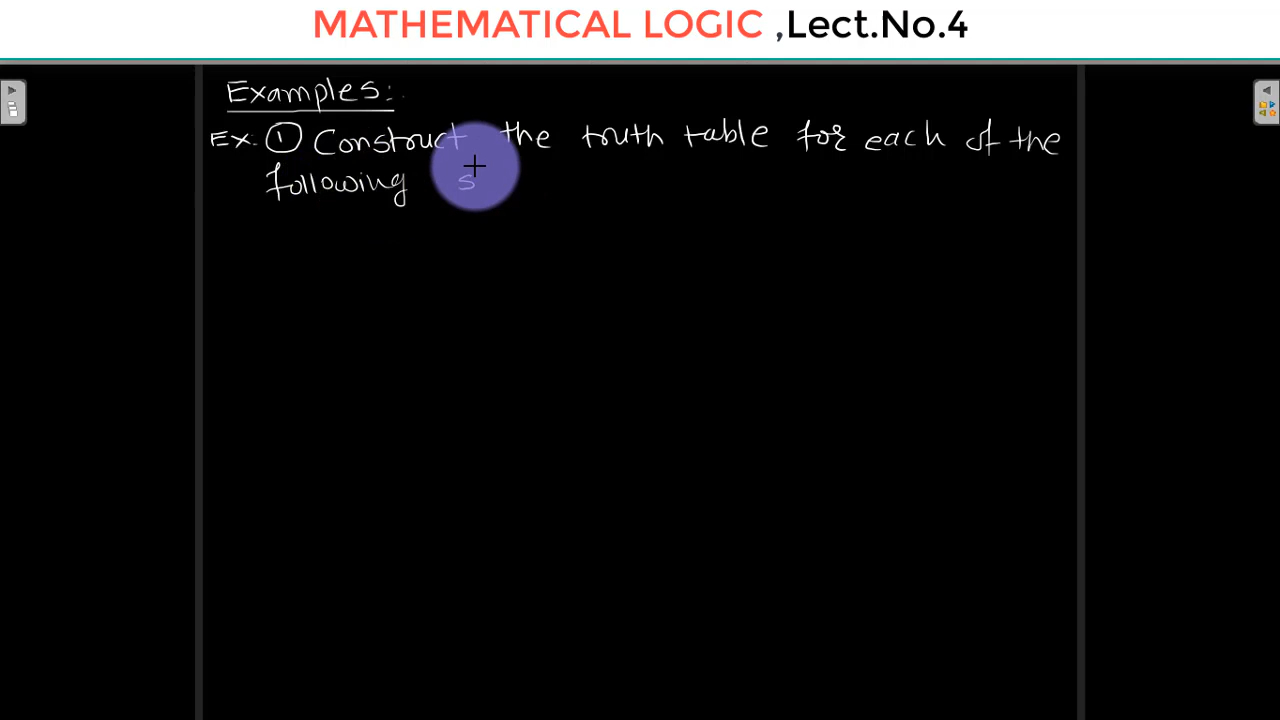 MATHEMATICAL LOGIC ,Lect.No.4
Examples:
Ex: ① Construct the truth table for each of the
following s